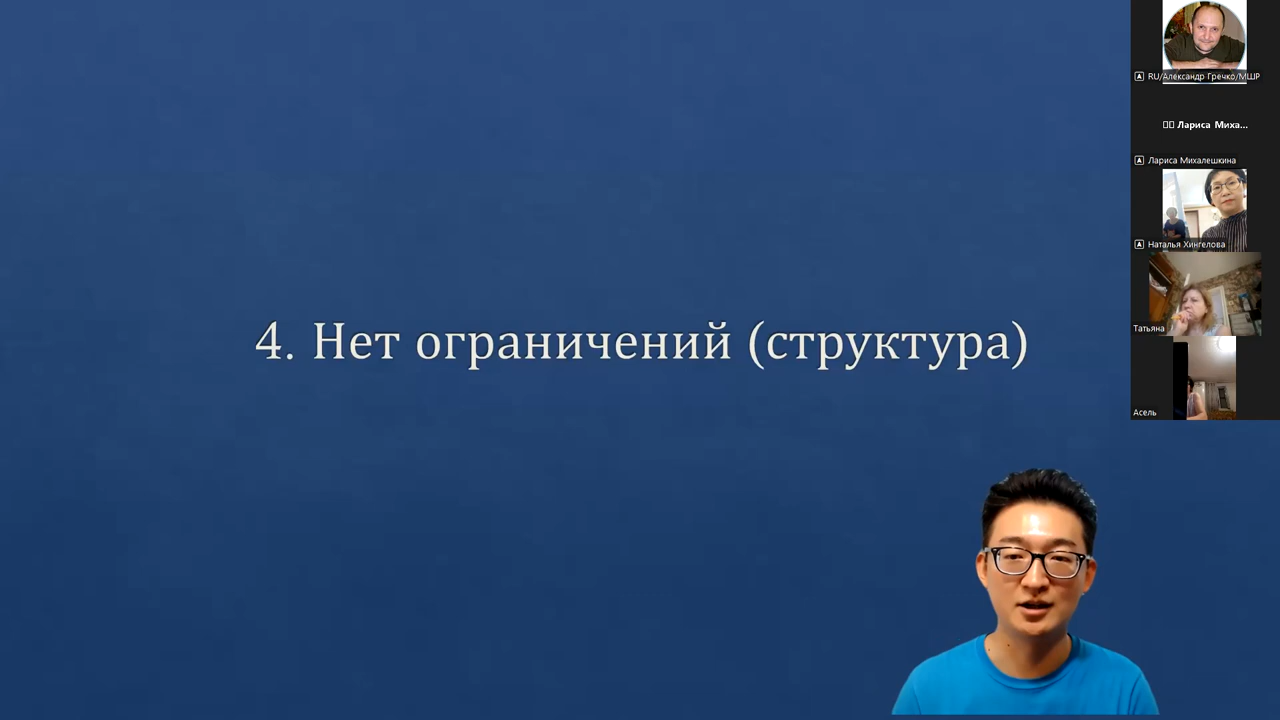 4. Нет ограничений (структура)
RU/Александр Гречко/МШР
Лариса Миха...
Лариса Михалешкина
Наталья Хингелова
Татьяна
Асель